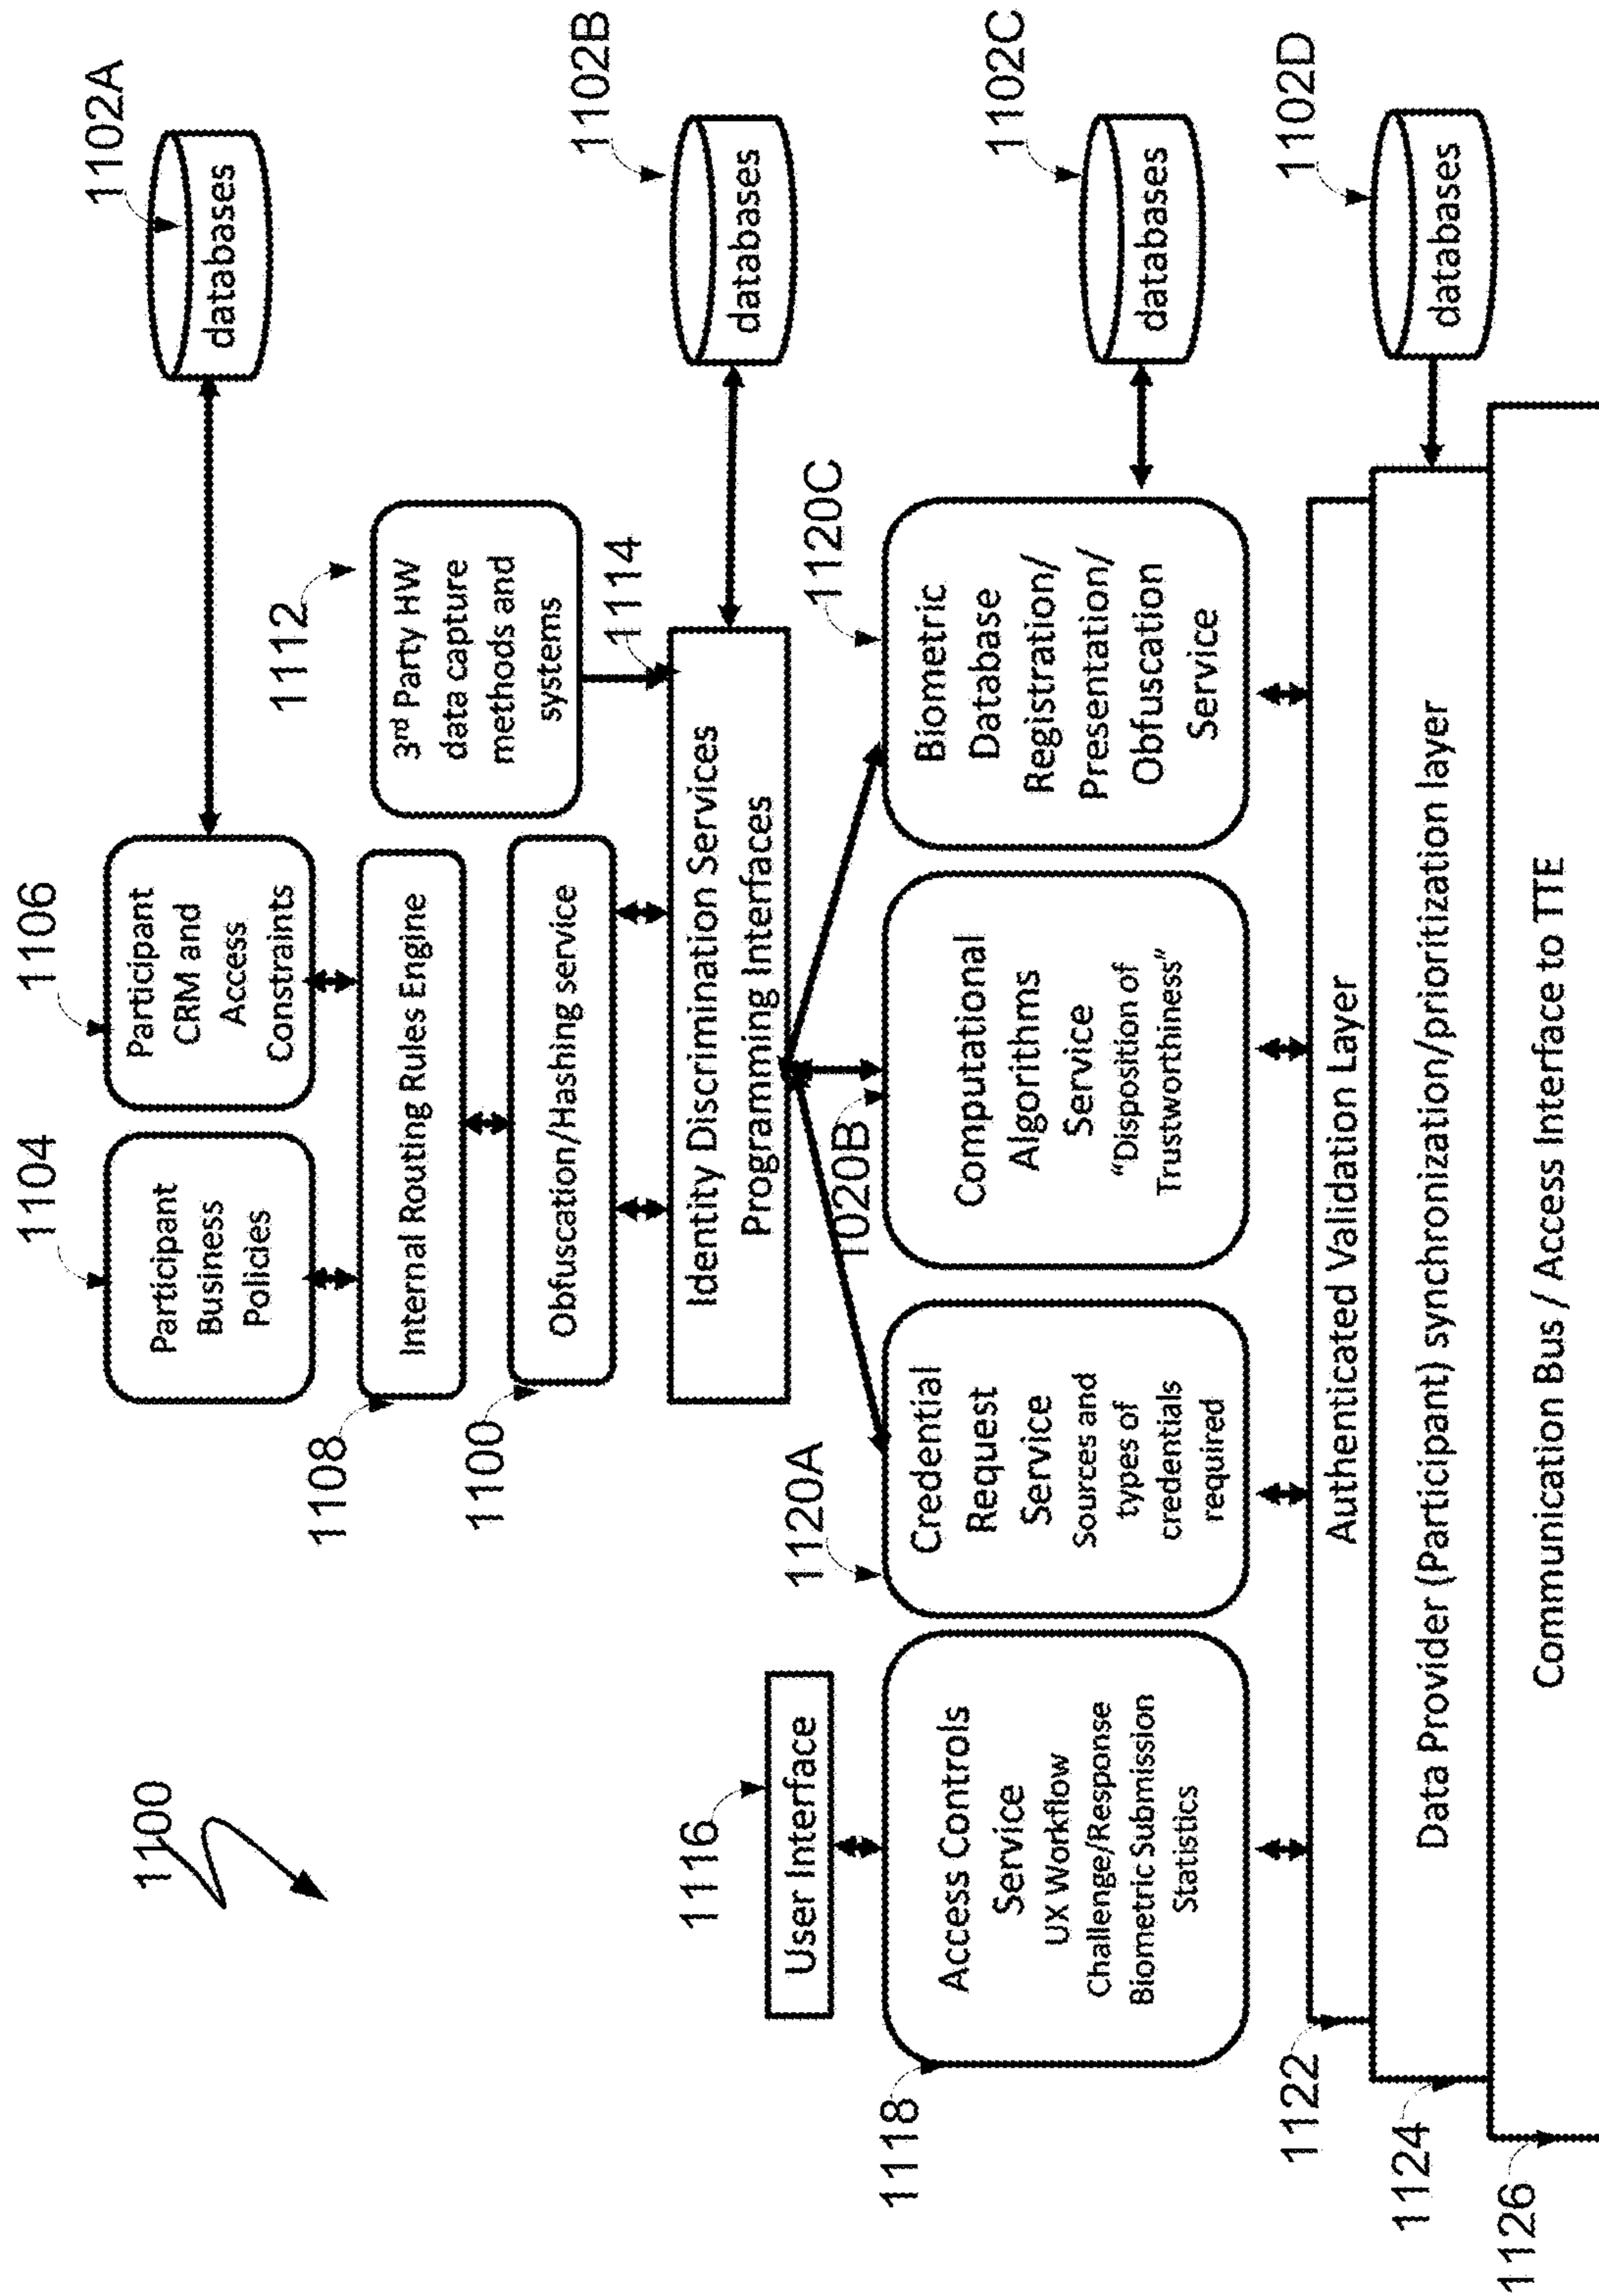 1100
1104
1106
1102A
Participant
Business
Policies
Participant
CRM and
Access
Constraints
databases
1108
Internal Routing Rules Engine
1112
3rd Party HW
data capture
methods and
systems
1100
Obfuscation/Hashing service
1114
1102B
Identity Discrimination Services
Programming Interfaces
databases
1116
User Interface
1118
Access Controls
Service
UX Workflow
Challenge/Response
Biometric Submission
Statistics
1120A
Credential
Request
Service
Sources and
types of
credentials
required
1020B
Computational
Algorithms
Service
“Disposition of
Trustworthiness”
1120C
Biometric
Database
Registration/
Presentation/
Obfuscation
Service
1102C
databases
1122
Authenticated Validation Layer
1102D
databases
1124
Data Provider (Participant) synchronization/prioritization layer
1126
Communication Bus / Access Interface to TTE